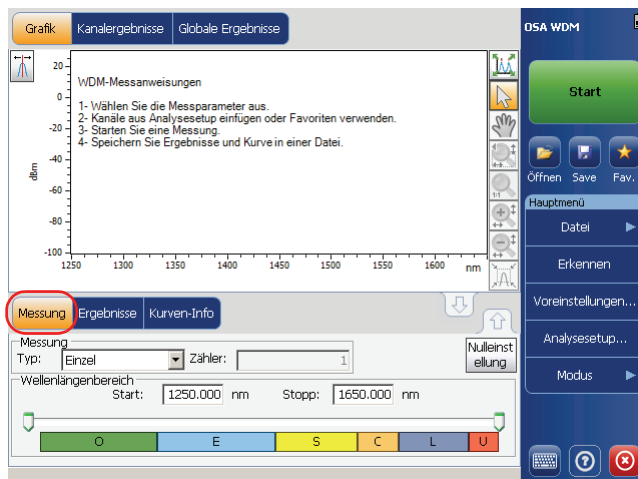 Grafik
Kanalergebnisse
Globale Ergebnisse
OSA WDM
20
0
-20
-40
-60
-80
-100
dBm
WDM-Messanweisungen
1- Wählen Sie die Messparameter aus.
2- Kanäle aus Analysesetup einfügen oder Favoriten verwenden.
3- Starten Sie eine Messung.
4- Speichern Sie Ergebnisse und Kurve in einer Datei.
1250 1300 1350 1400 1450 1500 1550 1600 nm
1:1
Start
Öffnen Save Fav.
Hauptmenü
Datei
Erkennen
Voreinstellungen...
Analysesetup...
Modus
Messung
Ergebnisse
Kurven-Info
Messung
Typ: Einzel Zähler: 1
Nulleinst
ellung
Wellenlängenbereich
Start: 1250.000 nm Stopp: 1650.000 nm
O E S C L U